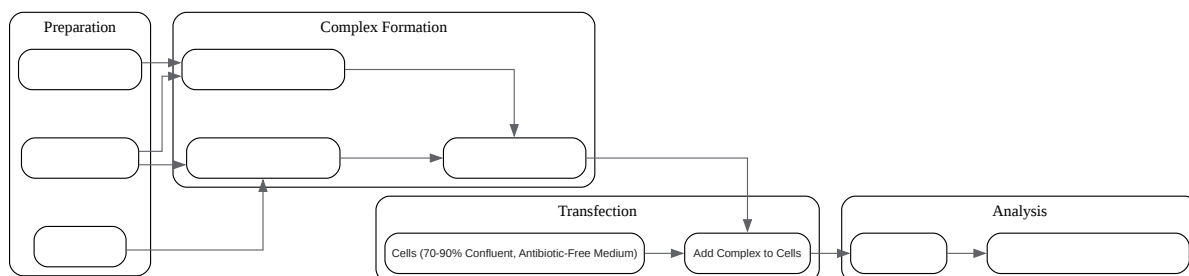 Preparation
Complex Formation
Transfection
Analysis
Cells (70-90% Confluent, Antibiotic-Free Medium)
Add Complex to Cells